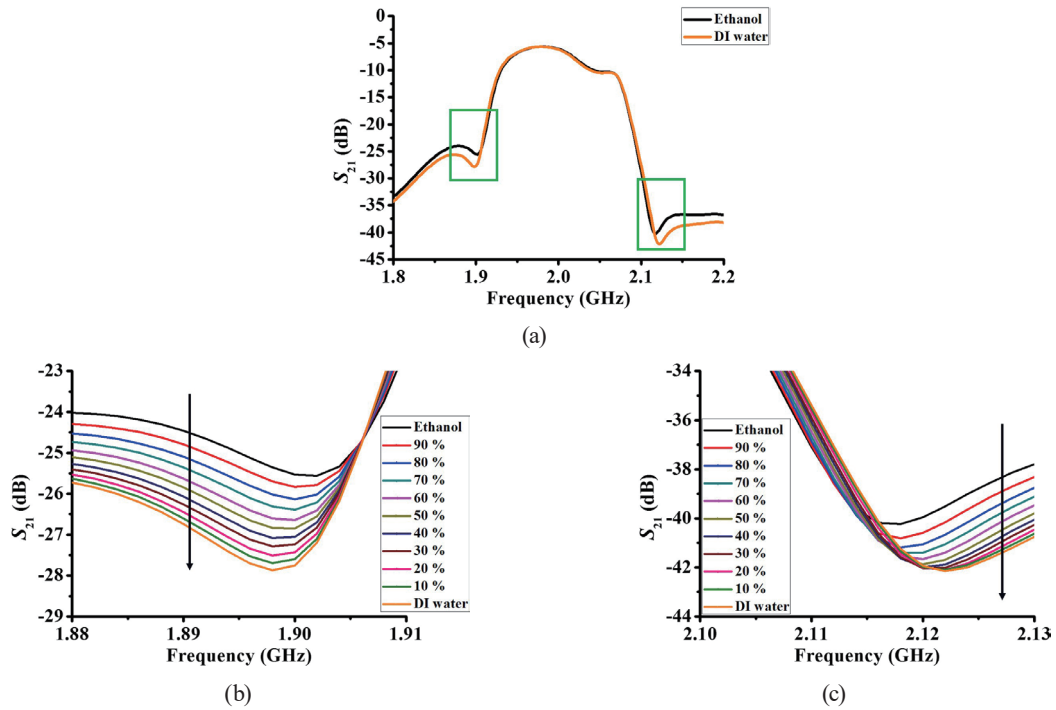 0
-5
-10
-15
-20
-25
-30
-35
-40
-45
S21 (dB)
1.8 1.9 2.0 2.1 2.2
Frequency (GHz)
Ethanol
DI water
(a)
-23
-24
-25
-26
-27
-28
-29
S21 (dB)
1.88 1.89 1.90 1.91
Frequency (GHz)
Ethanol
90 %
80 %
70 %
60 %
50 %
40 %
30 %
20 %
10 %
DI water
(b)
-34
-36
-38
-40
-42
-44
S21 (dB)
2.10 2.11 2.12 2.13
Frequency (GHz)
Ethanol
90 %
80 %
70 %
60 %
50 %
40 %
30 %
20 %
10 %
DI water
(c)